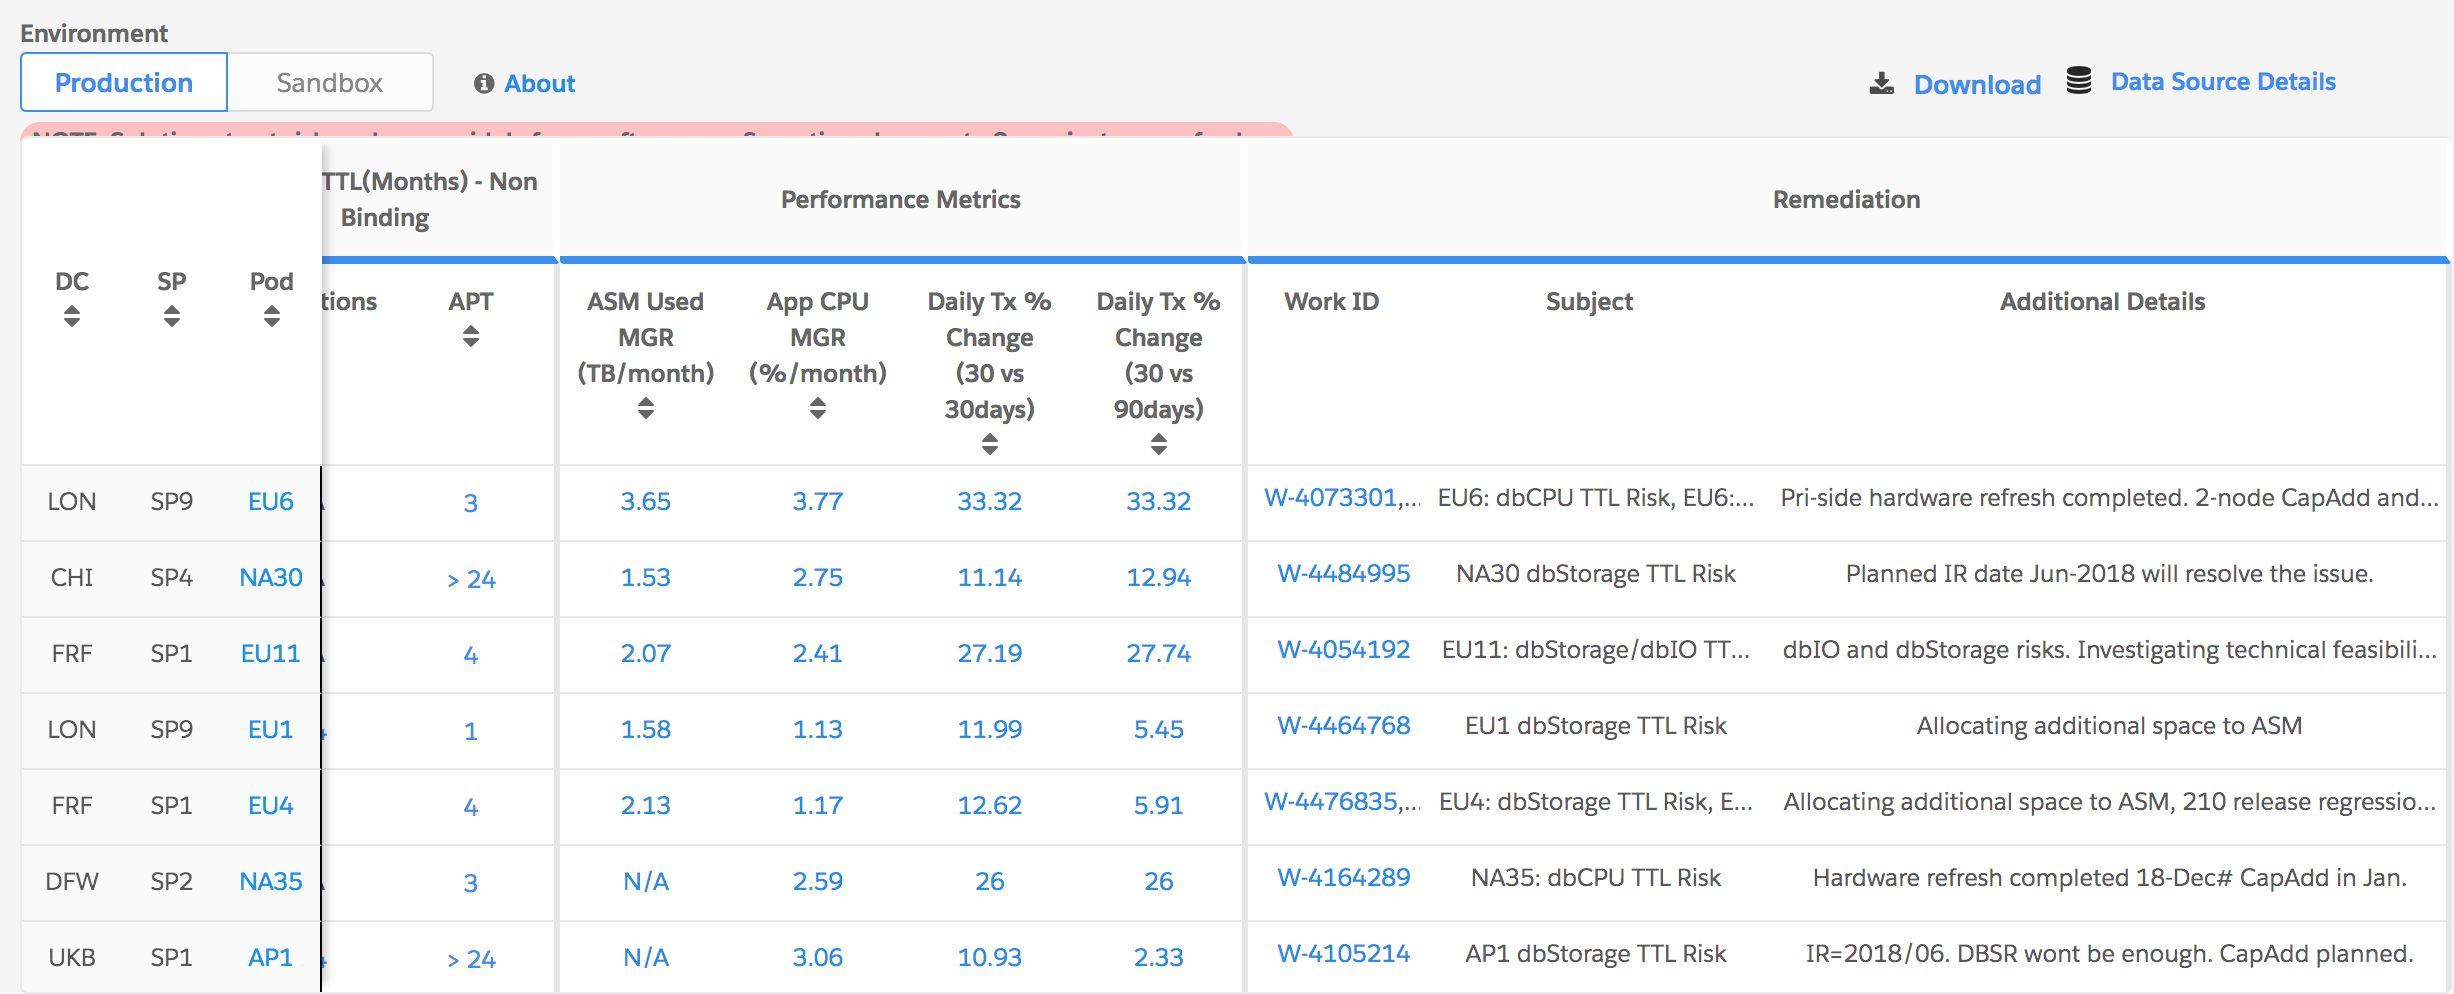 Environment
Production Sandbox About Download Data Source Details
TTL(Months) - Non
Binding
Performance Metrics
Remediation
DC SP Pod
tions APT
ASM Used
MGR
(TB/month)
App CPU
MGR
(%/month)
Daily Tx %
Change
(30 vs
30days)
Daily Tx %
Change
(30 vs
90days)
Work ID Subject Additional Details
LON SP9 EU6 3 3.65 3.77 33.32 33.32 W-4073301,... EU6: dbCPU TTL Risk, EU6:... Pri-side hardware refresh completed. 2-node CapAdd and...
CHI SP4 NA30 > 24 1.53 2.75 11.14 12.94 W-4484995 NA30 dbStorage TTL Risk Planned IR date Jun-2018 will resolve the issue.
FRF SP1 EU11 4 2.07 2.41 27.19 27.74 W-4054192 EU11: dbStorage/dbIO TT... dbIO and dbStorage risks. Investigating technical feasibili...
LON SP9 EU1 1 1.58 1.13 11.99 5.45 W-4464768 EU1 dbStorage TTL Risk Allocating additional space to ASM
FRF SP1 EU4 4 2.13 1.17 12.62 5.91 W-4476835,... EU4: dbStorage TTL Risk, E... Allocating additional space to ASM, 210 release regressio...
DFW SP2 NA35 3 N/A 2.59 26 26 W-4164289 NA35: dbCPU TTL Risk Hardware refresh completed 18-Dec# CapAdd in Jan.
UKB SP1 AP1 > 24 N/A 3.06 10.93 2.33 W-4105214 AP1 dbStorage TTL Risk IR=2018/06. DBSR wont be enough. CapAdd planned.